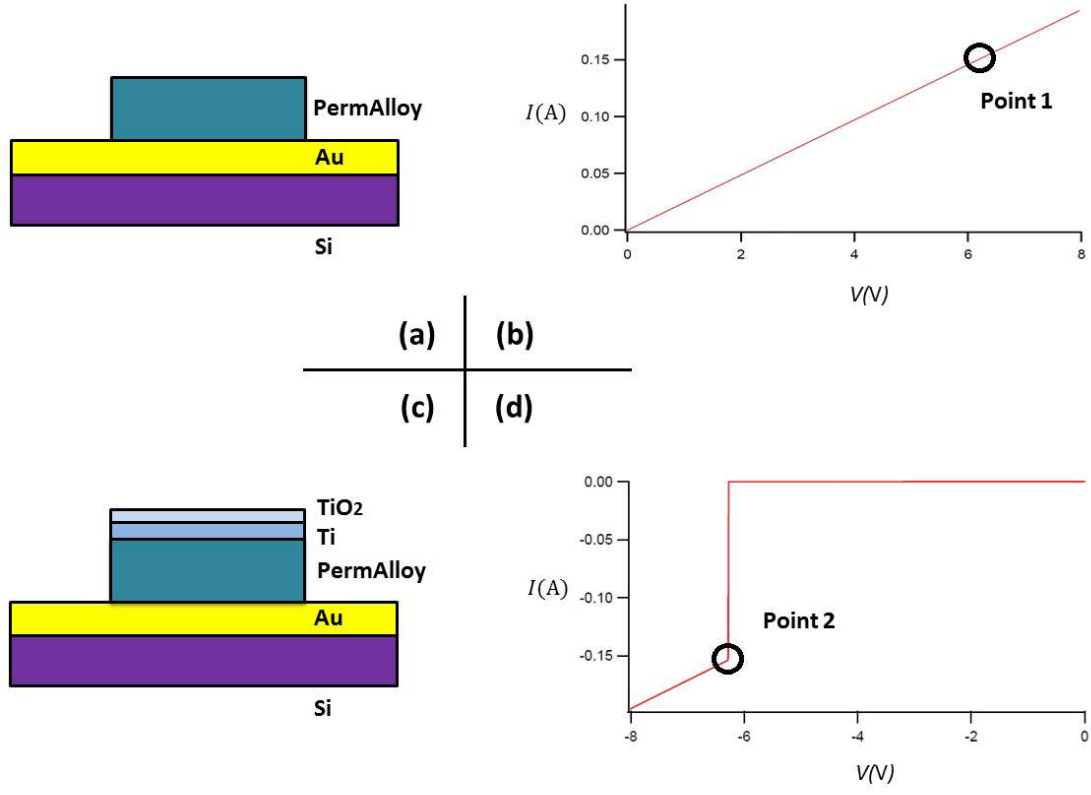 PermAlloy
Au
Si
0.15
0.10
0.05
0.00
I(A)
Point 1
0 2 4 6 8
V(V)
(a) (b)
(c) (d)
TiO2
Ti
PermAlloy
Au
Si
0.00
-0.05
-0.10
-0.15
I(A)
Point 2
-8 -6 -4 -2 0
V(V)